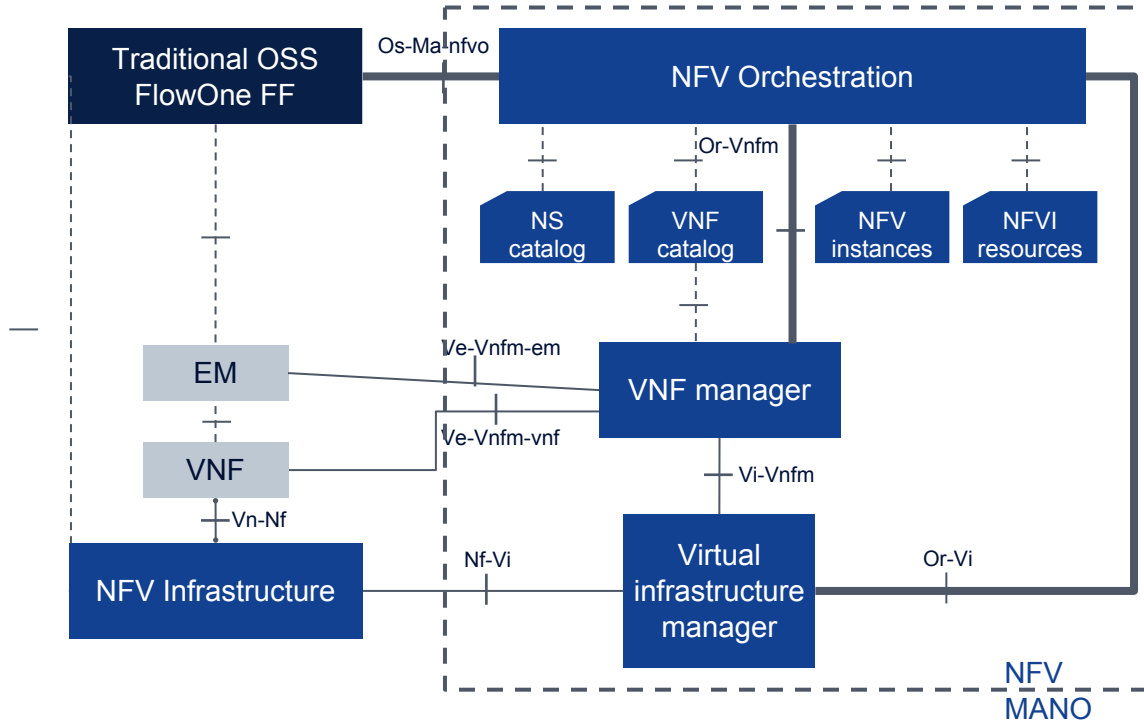 Traditional OSS
FlowOne FF
Os-Ma-nfvo
NFV Orchestration
Or-Vnfm
NS
catalog
VNF
catalog
NFV
instances
NFVI
resources
EM
Ve-Vnfm-em
VNF manager
Ve-Vnfm-vnf
VNF
Vi-Vnfm
Vn-Nf
NFV Infrastructure
Nf-Vi
Virtual
infrastructure
manager
Or-Vi
NFV
MANO